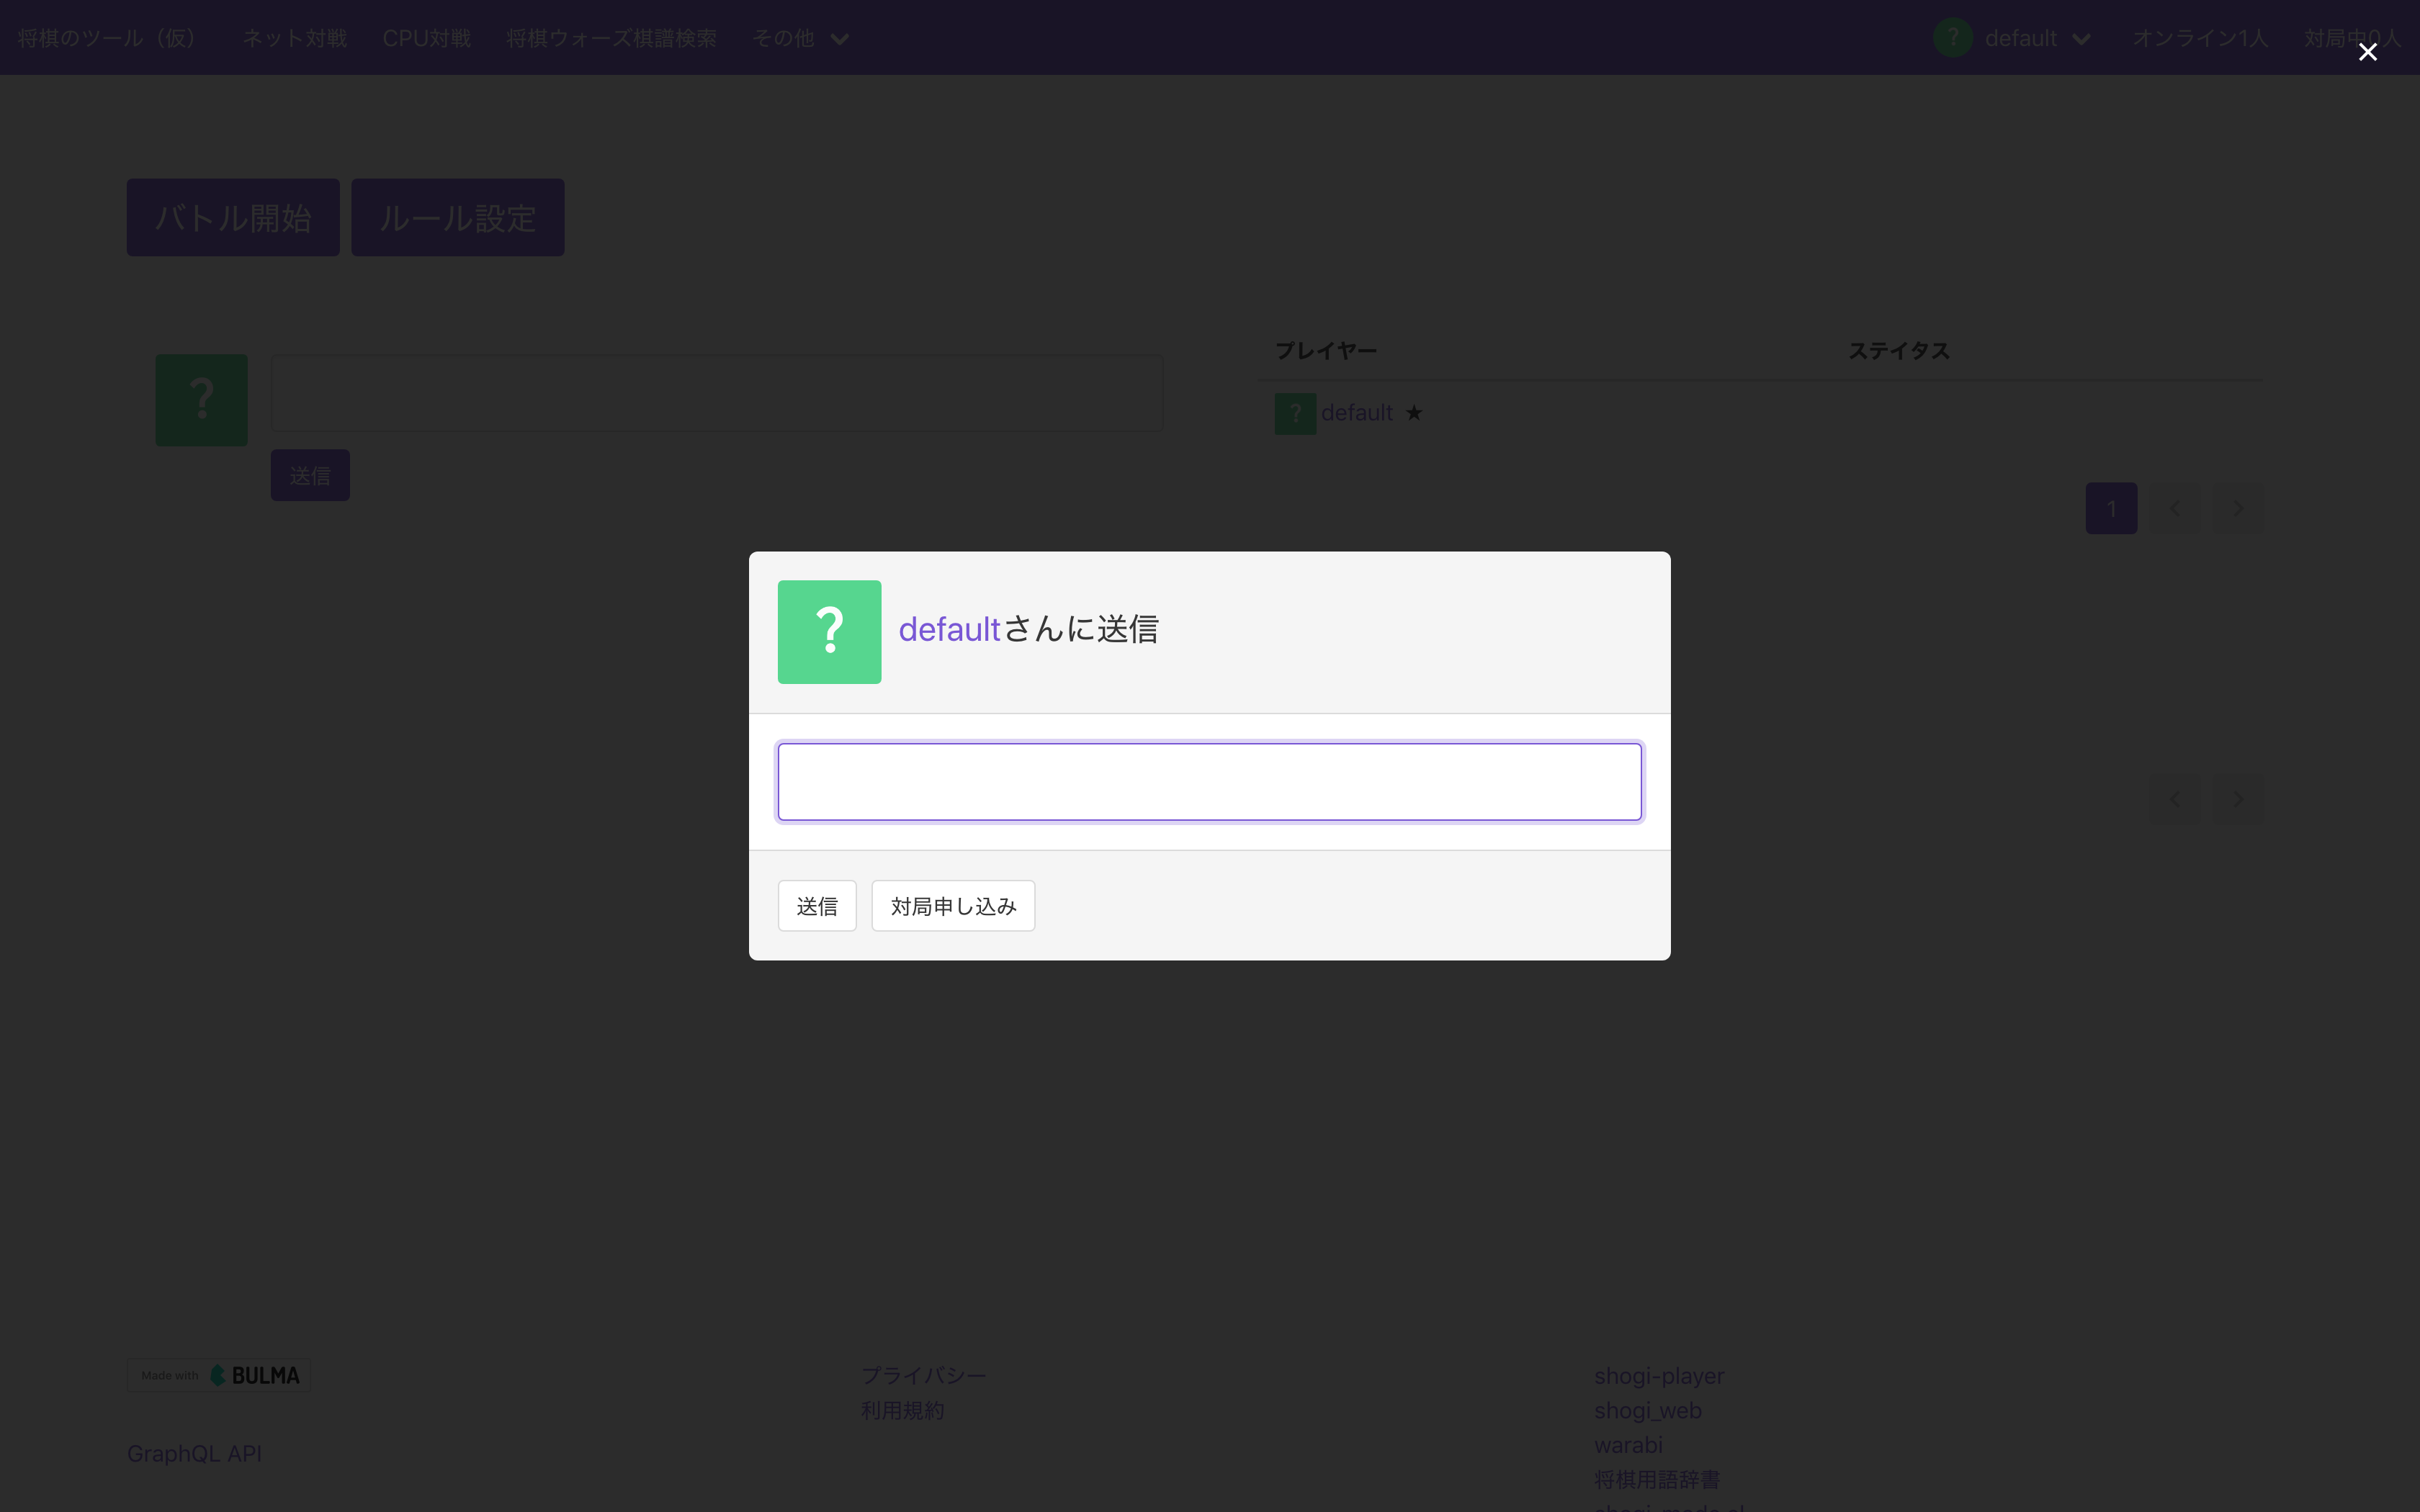 将棋のツール（仮） ネット対戦 CPU対戦 将棋ウォーズ棋譜検索 その他 ? default オンライン1人 対局中0人
バトル開始 ルール設定
?
送信
プレイヤー ステイタス
? default ★
1
? defaultさんに送信
送信 対局申し込み
Made with BULMA
GraphQL API
プライバシー
利用規約
shogi-player
shogi_web
warabi
将棋用語辞書